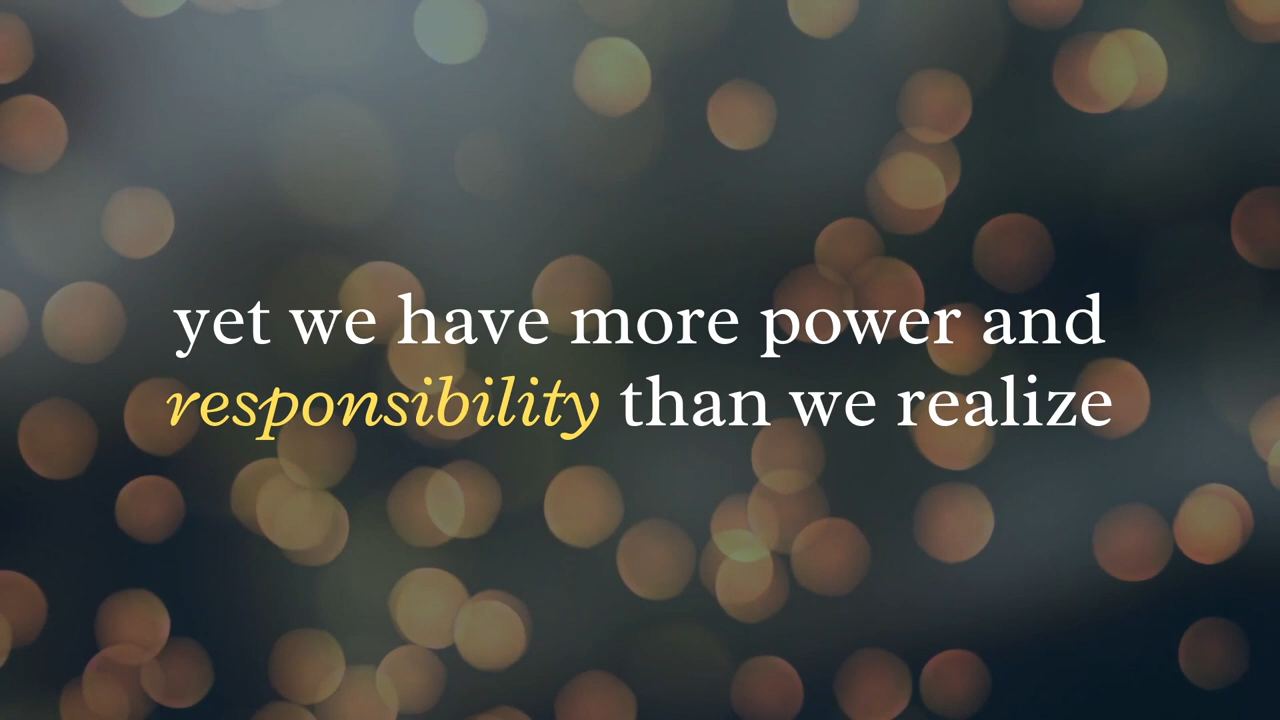 yet we have more power and
responsibility than we realize